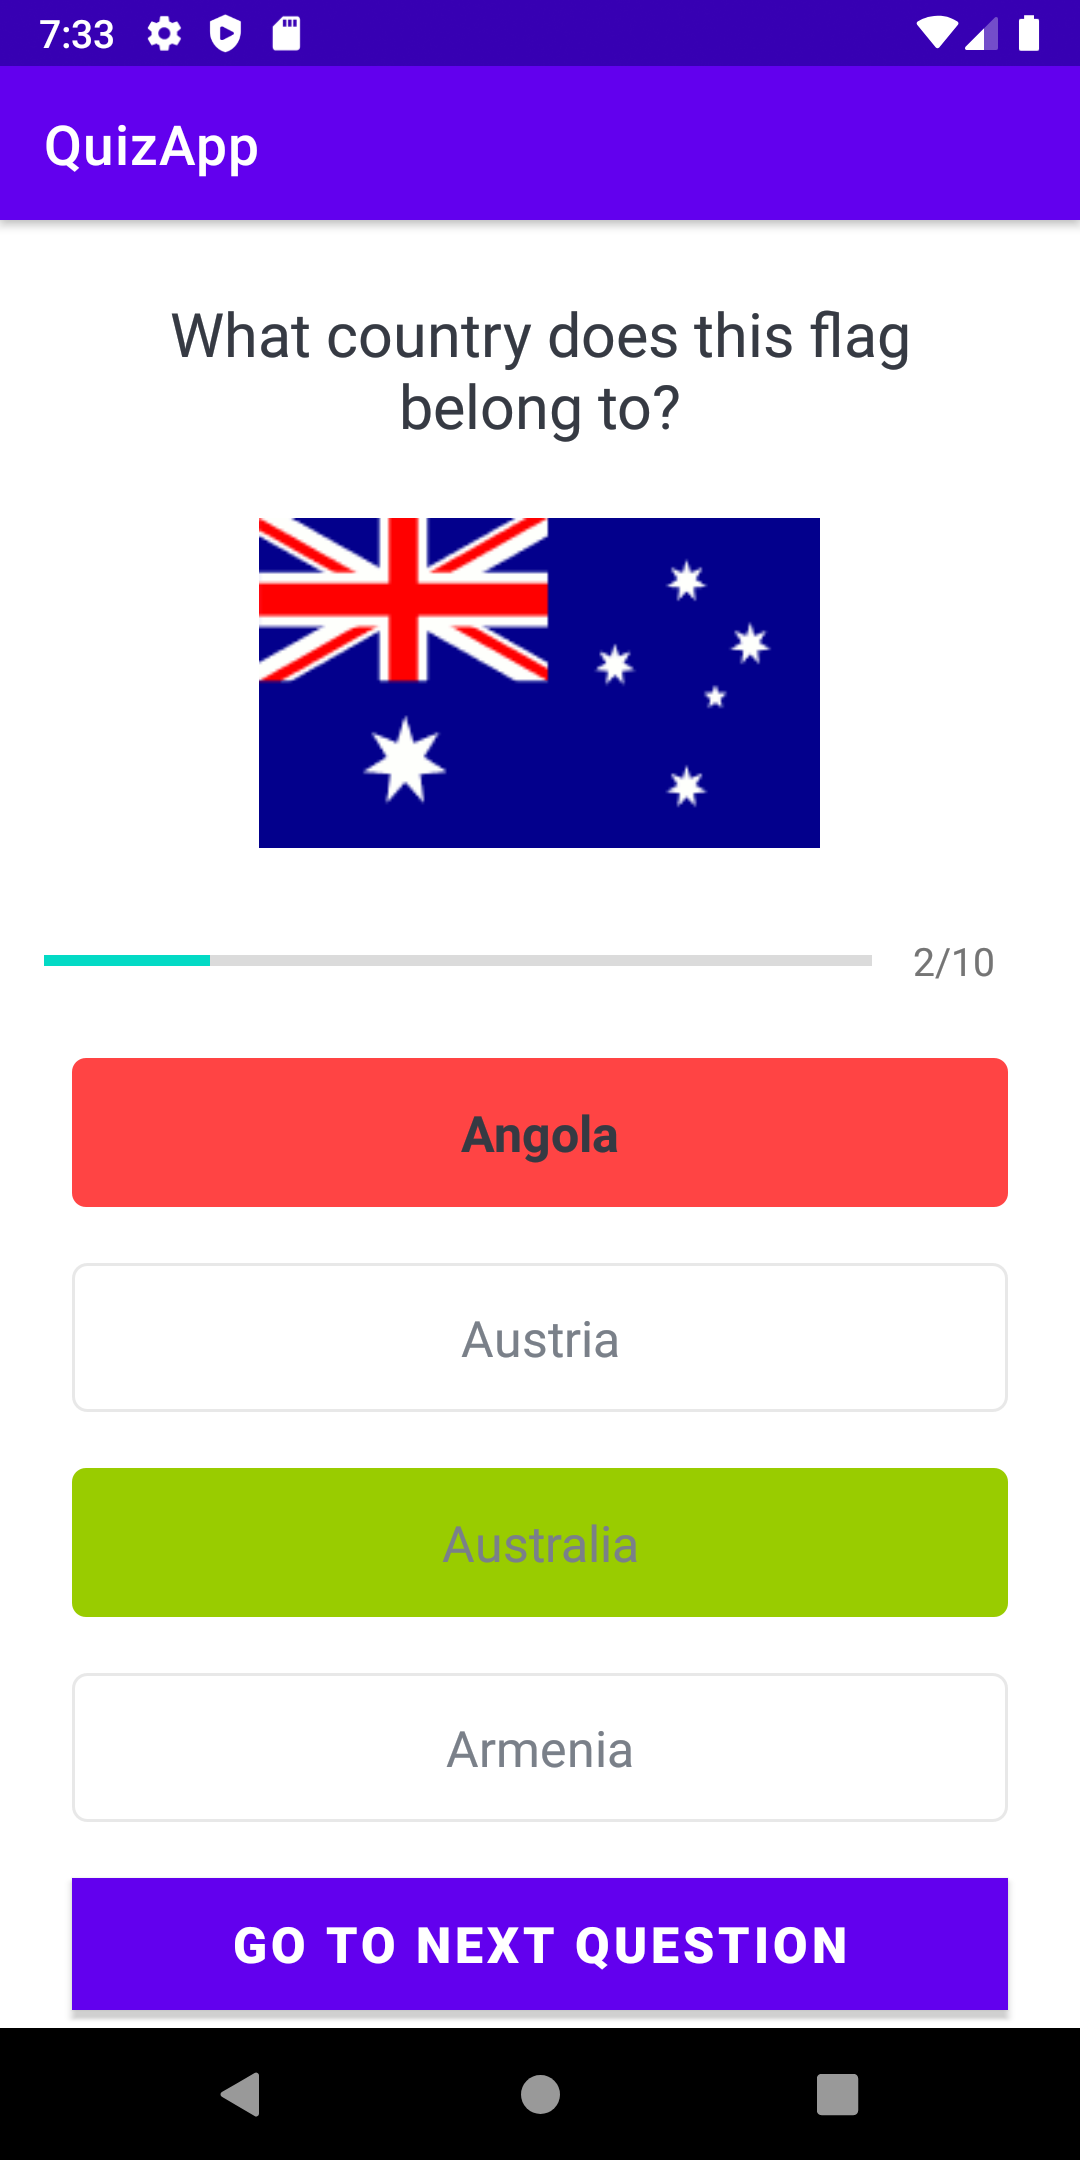 7:33
QuizApp
What country does this flag
belong to?
2/10
Angola
Austria
Australia
Armenia
GO TO NEXT QUESTION